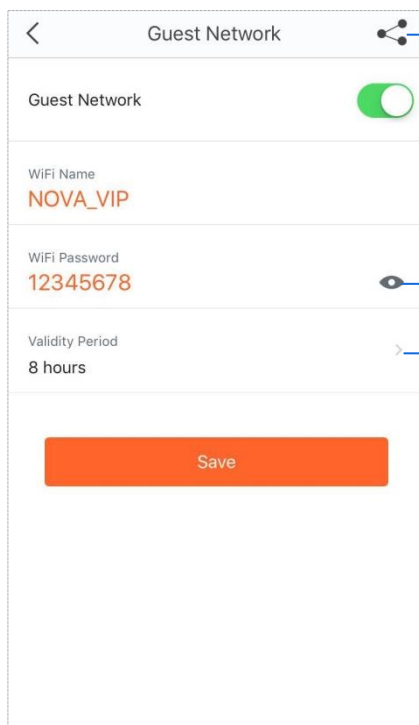 Guest Network
Guest Network
WiFi Name
NOVA_VIP
WiFi Password
12345678
Validity Period
8 hours
Save